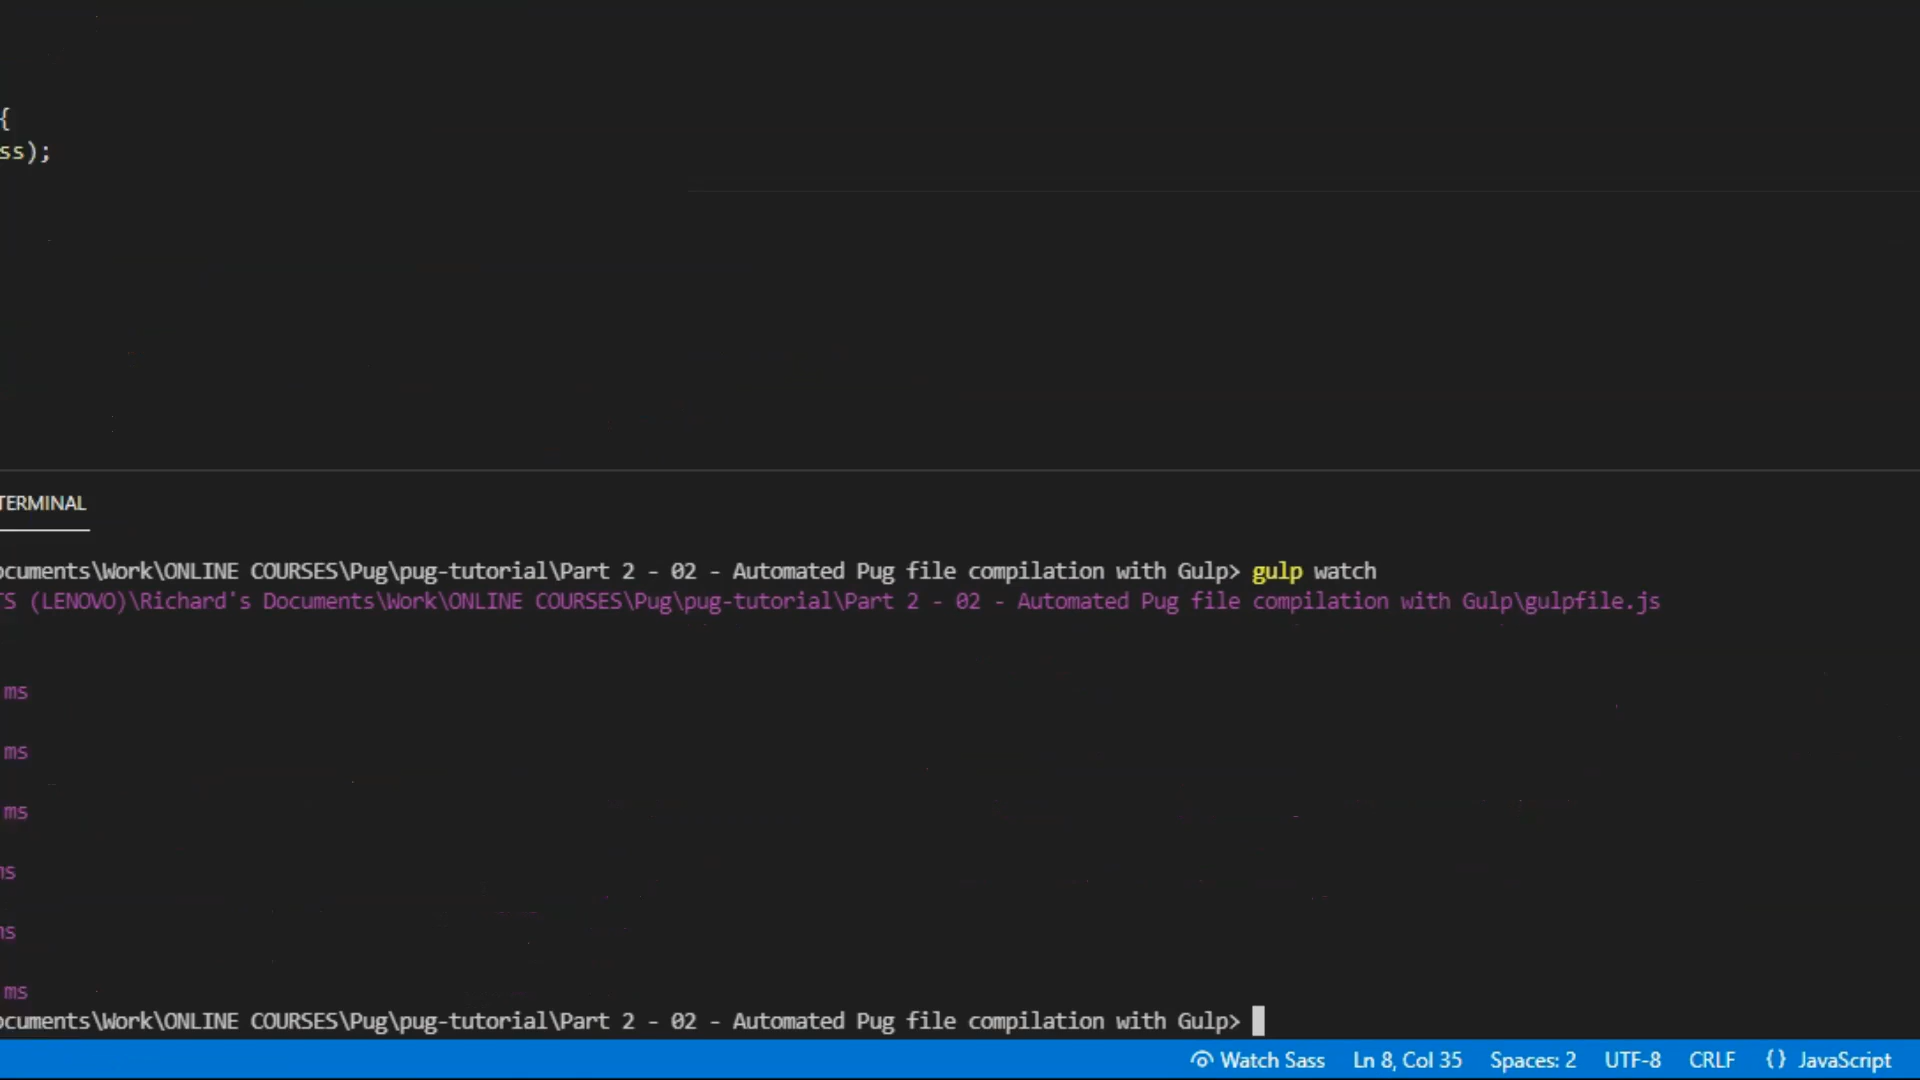 {
ss);
TERMINAL
ocuments\Work\ONLINE COURSES\Pug\pug-tutorial\Part 2 - 02 - Automated Pug file compilation with Gulp> gulp watch
TS (LENOVO)\Richard's Documents\Work\ONLINE COURSES\Pug\pug-tutorial\Part 2 - 02 - Automated Pug file compilation with Gulp\gulpfile.js
ms
ms
ms
ms
ms
ms
ocuments\Work\ONLINE COURSES\Pug\pug-tutorial\Part 2 - 02 - Automated Pug file compilation with Gulp>
Watch Sass Ln 8, Col 35 Spaces: 2 UTF-8 CRLF {} JavaScript